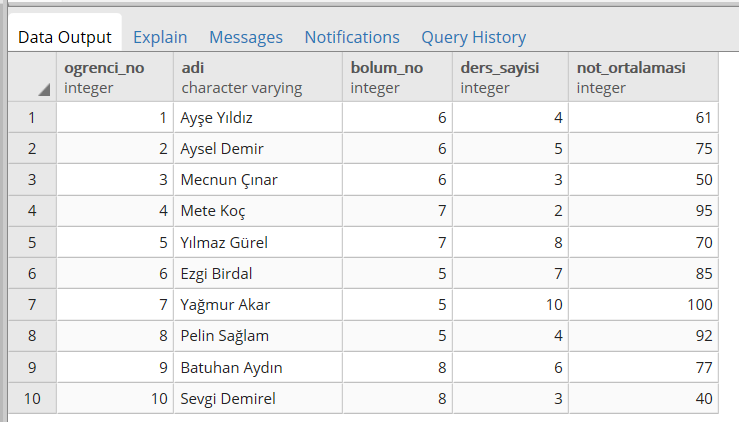 Data Output Explain Messages Notifications Query History
ogrenci_no adi bolum_no ders_sayisi not_ortalamasi
integer character varying integer integer integer
1 1 Ayşe Yıldız 6 4 61
2 2 Aysel Demir 6 5 75
3 3 Mecnun Çınar 6 3 50
4 4 Mete Koç 7 2 95
5 5 Yılmaz Gürel 7 8 70
6 6 Ezgi Birdal 5 7 85
7 7 Yağmur Akar 5 10 100
8 8 Pelin Sağlam 5 4 92
9 9 Batuhan Aydın 8 6 77
10 10 Sevgi Demirel 8 3 40